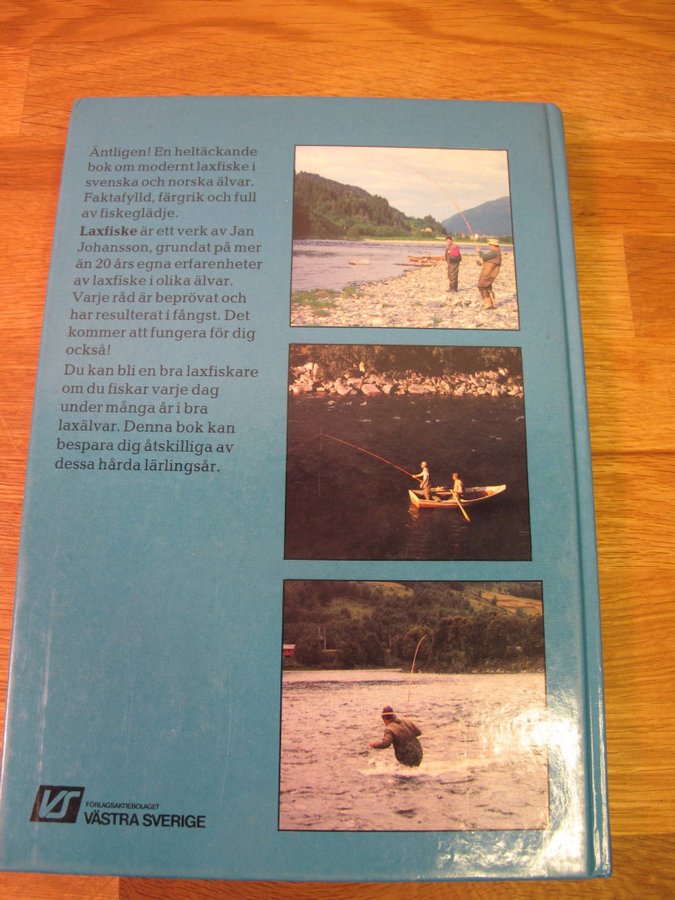 Äntligen! En heltäckande
bok om modernt laxfiske i
svenska och norska älvar.
Faktafylld, färgrik och full
av fiskeglädje.
Laxfiske är ett verk av Jan
Johansson, grundat på mer
än 20 års egna erfarenheter
av laxfiske i olika älvar.
Varje råd är beprövat och
har resulterat i fångst. Det
kommer att fungera för dig
också!
Du kan bli en bra laxfiskare
om du fiskar varje dag
under många år i bra
laxälvar. Denna bok kan
bespara dig åtskilliga av
dessa hårda lärlingsår.
VS
FÖRLAGSAKTIEBOLAGET
VÄSTRA SVERIGE